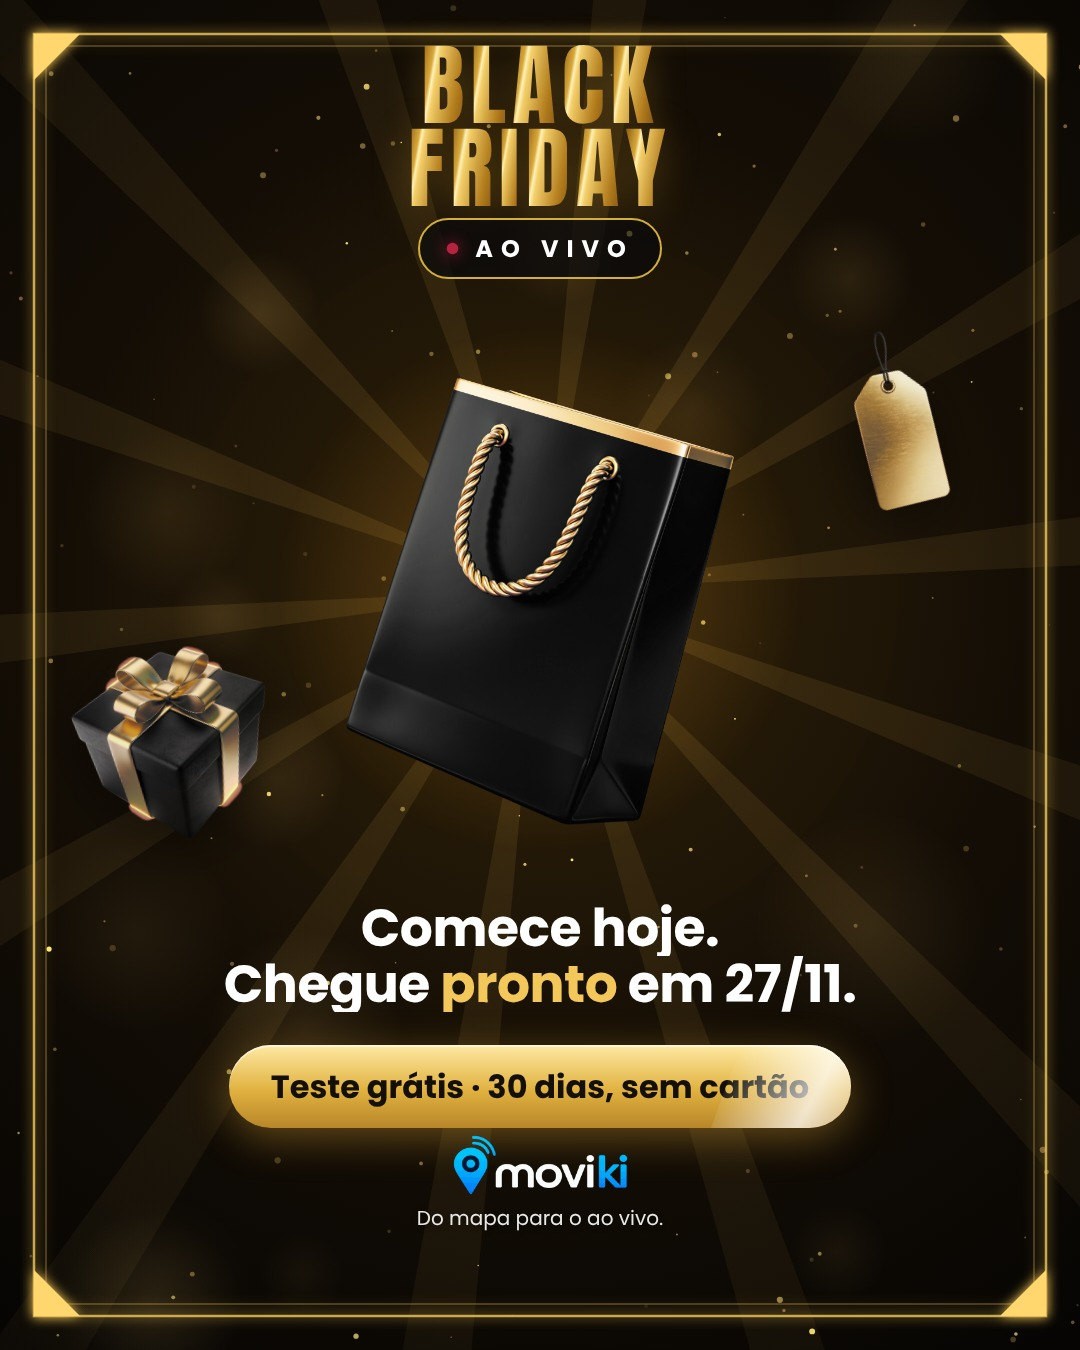 BLACK
FRIDAY
AO VIVO
Comece hoje.
Chegue pronto em 27/11.
Teste grátis · 30 dias, sem cartão
moviki
Do mapa para o ao vivo.